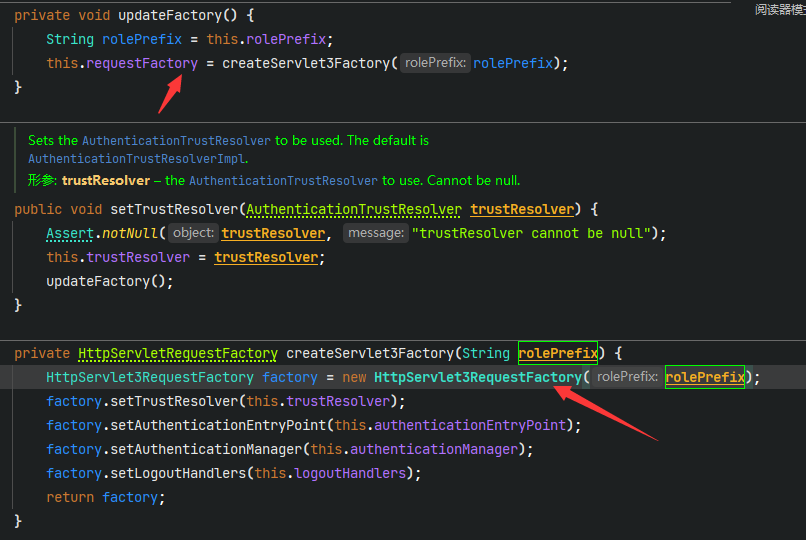 阅读器模式
private void updateFactory() {
String rolePrefix = this.rolePrefix;
this.requestFactory = createServlet3Factory( rolePrefix: rolePrefix);
}
Sets the AuthenticationTrustResolver to be used. The default is
AuthenticationTrustResolverImpl.
形参: trustResolver – the AuthenticationTrustResolver to use. Cannot be null.
public void setTrustResolver(AuthenticationTrustResolver trustResolver) {
Assert.notNull( object: trustResolver, message: "trustResolver cannot be null");
this.trustResolver = trustResolver;
updateFactory();
}
private HttpServletRequestFactory createServlet3Factory(String rolePrefix) {
HttpServlet3RequestFactory factory = new HttpServlet3RequestFactory( rolePrefix: rolePrefix);
factory.setTrustResolver(this.trustResolver);
factory.setAuthenticationEntryPoint(this.authenticationEntryPoint);
factory.setAuthenticationManager(this.authenticationManager);
factory.setLogoutHandlers(this.logoutHandlers);
return factory;
}